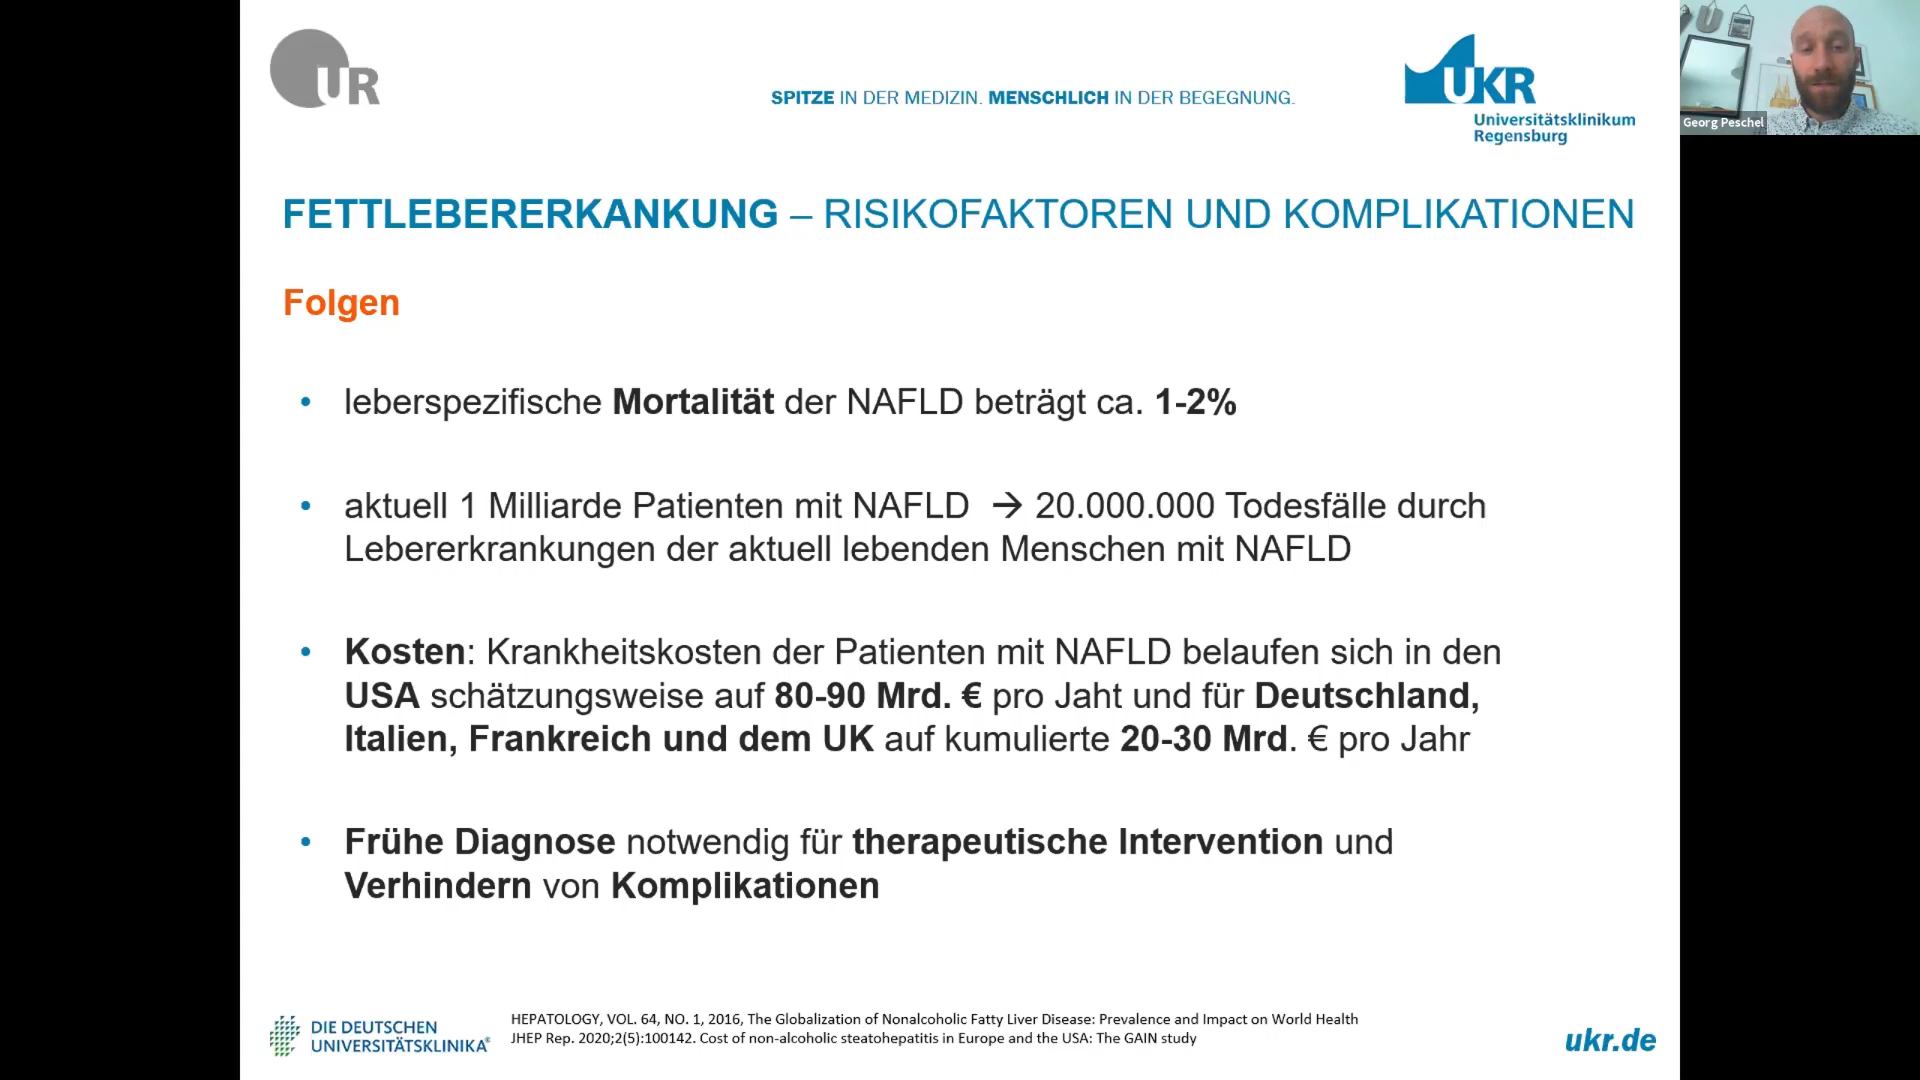 UR
SPITZE IN DER MEDIZIN. MENSCHLICH IN DER BEGEGNUNG.
UKR
Universitätsklinikum
Regensburg
Georg Peschel
FETTLEBERERKANKUNG – RISIKOFAKTOREN UND KOMPLIKATIONEN
Folgen
• leberspezifische Mortalität der NAFLD beträgt ca. 1-2%
• aktuell 1 Milliarde Patienten mit NAFLD → 20.000.000 Todesfälle durch
Lebererkrankungen der aktuell lebenden Menschen mit NAFLD
• Kosten: Krankheitskosten der Patienten mit NAFLD belaufen sich in den
USA schätzungsweise auf 80-90 Mrd. € pro Jaht und für Deutschland,
Italien, Frankreich und dem UK auf kumulierte 20-30 Mrd. € pro Jahr
• Frühe Diagnose notwendig für therapeutische Intervention und
Verhindern von Komplikationen
DIE DEUTSCHEN
UNIVERSITÄTSKLINIKA®
HEPATOLOGY, VOL. 64, NO. 1, 2016, The Globalization of Nonalcoholic Fatty Liver Disease: Prevalence and Impact on World Health
JHEP Rep. 2020;2(5):100142. Cost of non-alcoholic steatohepatitis in Europe and the USA: The GAIN study
ukr.de